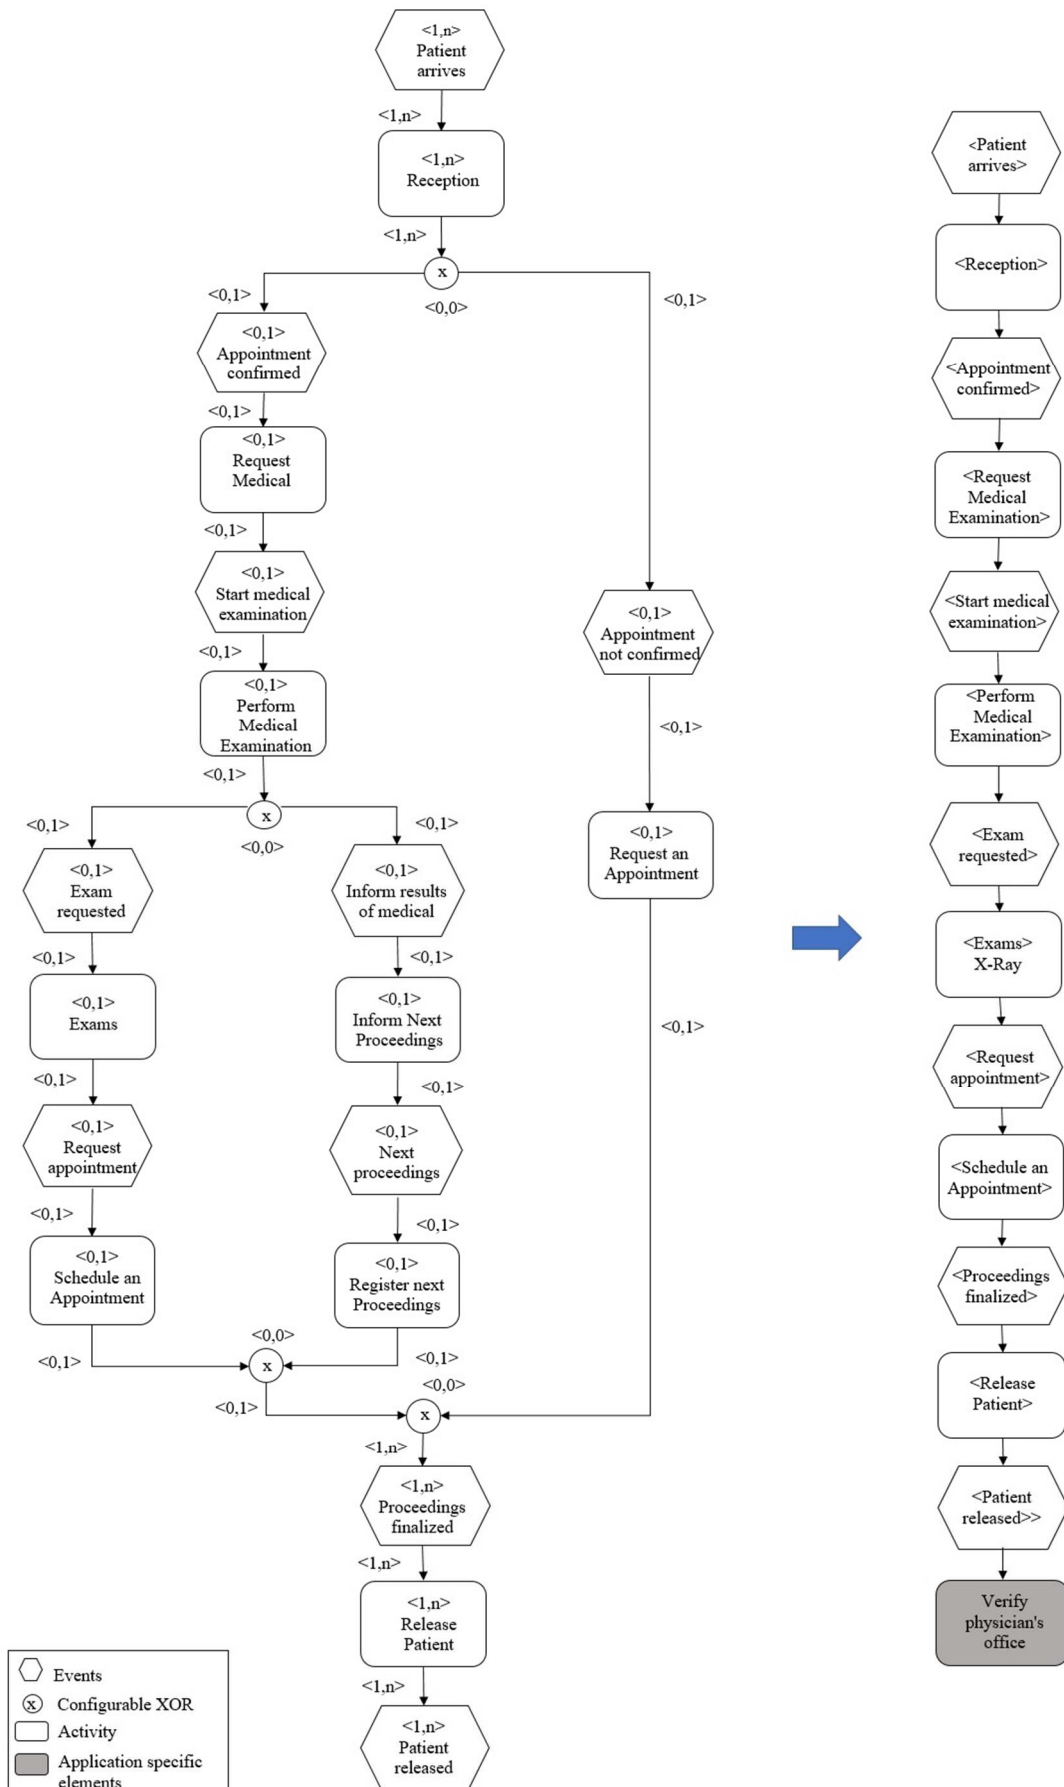 <1,n>
Patient
arrives
<1,n>
<1,n>
Reception
<1,n>
x
<0,0>
<0,1>
<0,1>
<0,1>
Appointment
confirmed
<0,1>
<0,1>
Request
Medical
<0,1>
<0,1>
Start medical
examination
<0,1>
<0,1>
Perform
Medical
Examination
<0,1>
x
<0,0>
<0,1>
<0,1>
Exam
requested
<0,1>
<0,1>
Exams
<0,1>
<0,1>
Request
appointment
<0,1>
<0,1>
Schedule an
Appointment
<0,1>
<0,1>
<0,1>
Inform results
of medical
<0,1>
<0,1>
Inform Next
Proceedings
<0,1>
<0,1>
Next
proceedings
<0,1>
<0,1>
Register next
Proceedings
<0,1>
<0,0>
x
<0,1>
<0,1>
Appointment
not confirmed
<0,1>
<0,1>
Request an
Appointment
<0,1>
<0,0>
x
<1,n>
<1,n>
Proceedings
finalized
<1,n>
<1,n>
Release
Patient
<1,n>
<1,n>
Patient
released
<Patient
arrives>
<Reception>
<Appointment
confirmed>
<Request
Medical
Examination>
<Start medical
examination>
<Perform
Medical
Examination>
<Exam
requested>
<Exams>
X-Ray
<Request
appointment>
<Schedule an
Appointment>
<Proceedings
finalized>
<Release
Patient>
<Patient
released>>
Verify
physician's
office
Events
x Configurable XOR
Activity
Application specific
elements